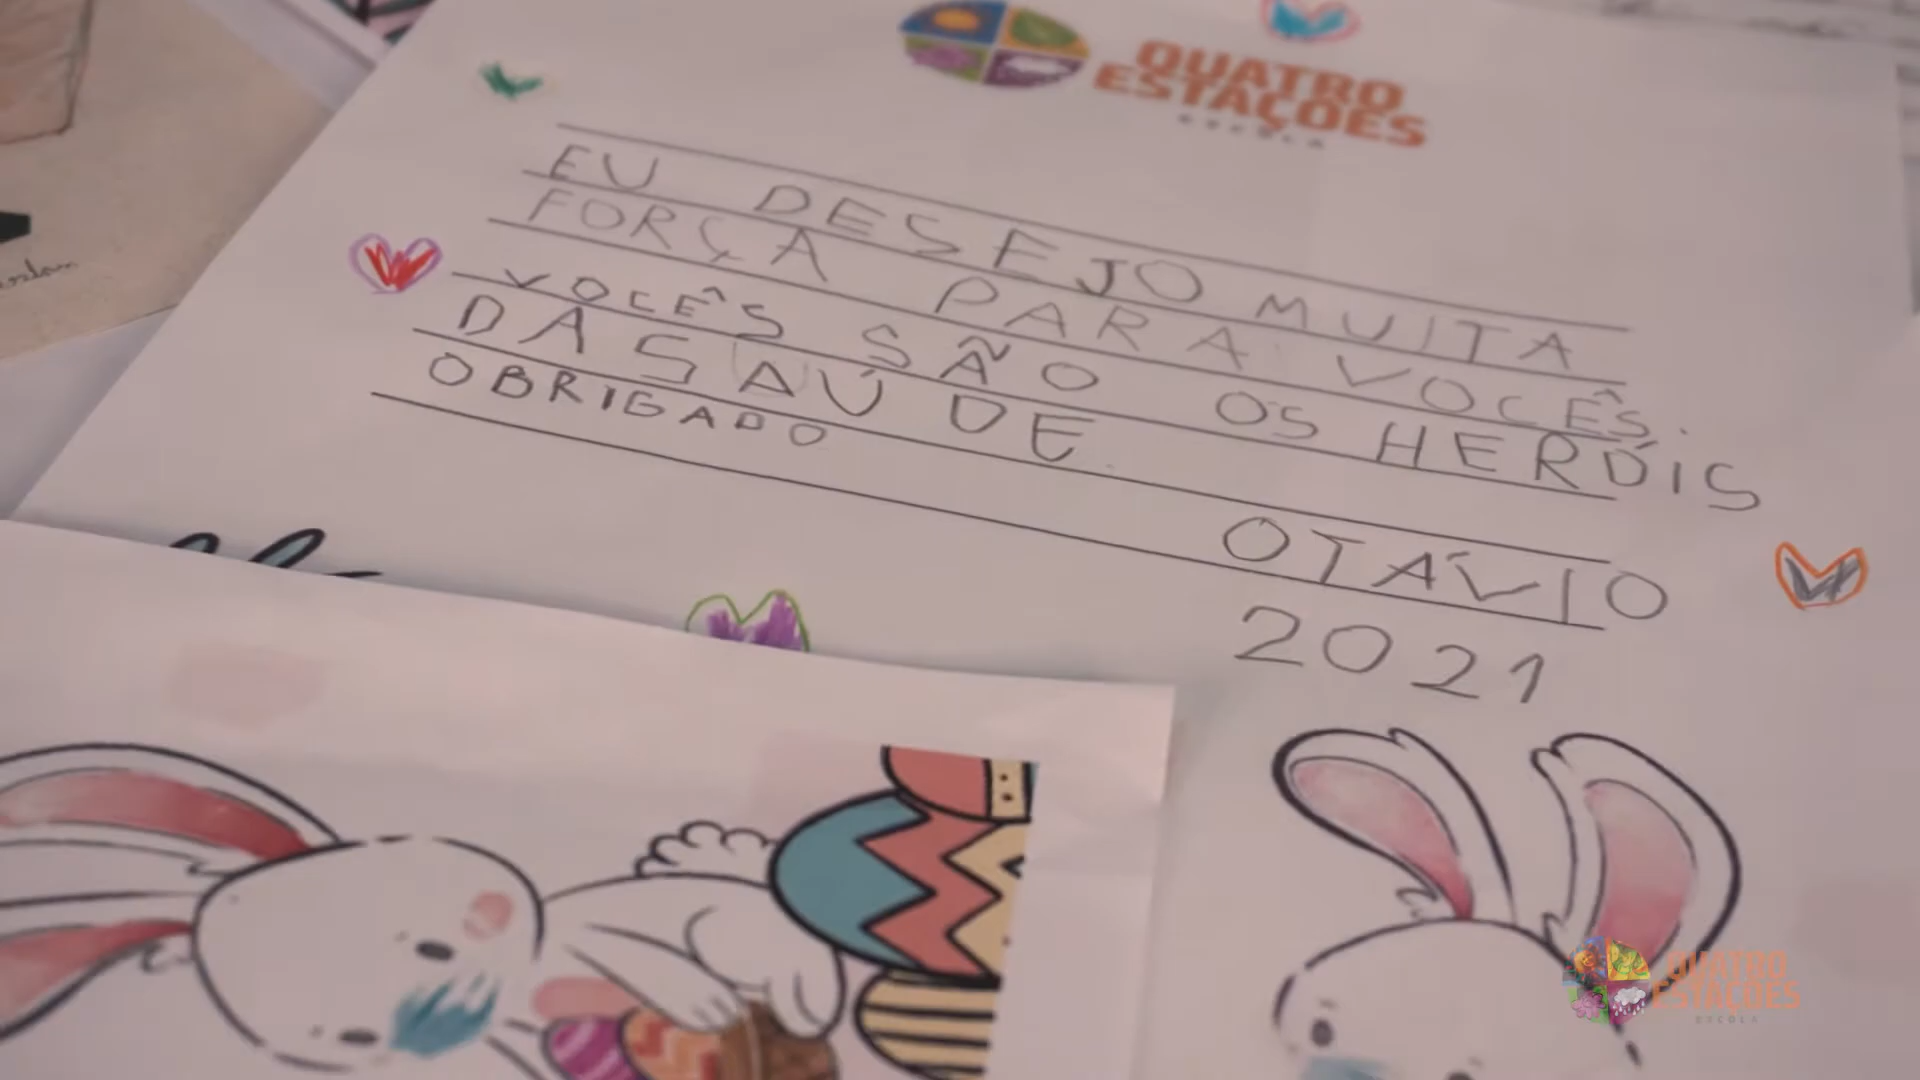 QUATRO
ESTAÇÕES
ESCOLA
EU DESEJO MUITA
FORÇA PARA VOCÊS.
VOCÊS SÃO OS HERÓIS
DA SAÚDE.
OBRIGADO
OTÁVIO
2021
QUATRO
ESTAÇÕES
ESCOLA